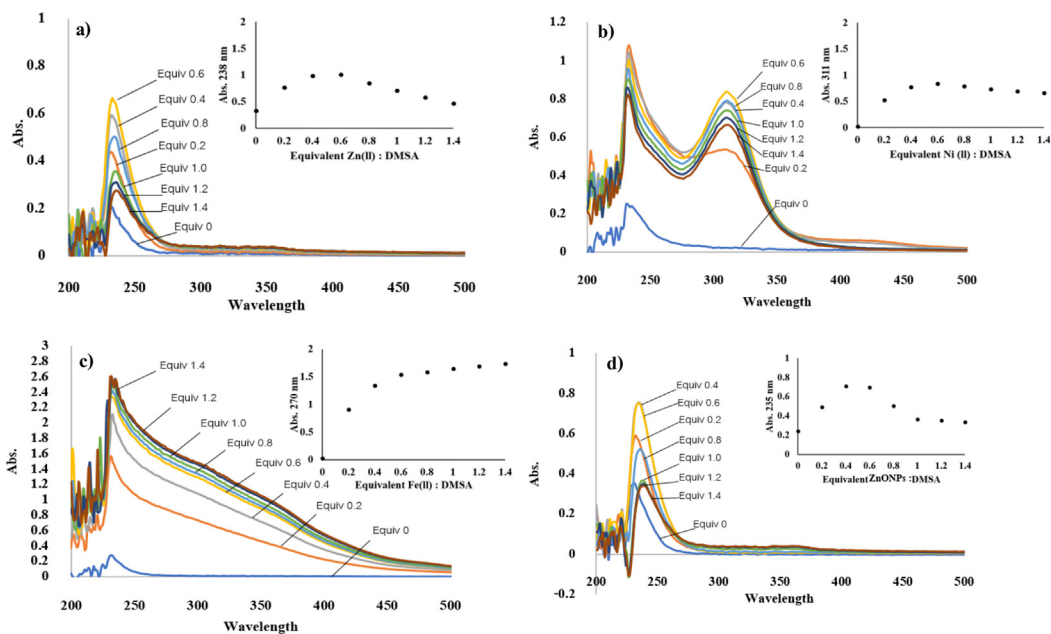 a)
Abs.
1
0.8
0.6
0.4
0.2
0
200 250 300 350 400 450 500
Wavelength
Equiv 0.6
Equiv 0.4
Equiv 0.8
Equiv 0.2
Equiv 1.0
Equiv 1.2
Equiv 1.4
Equiv 0
Abs. 238 nm
2
1.5
1
0.5
0
0 0.2 0.4 0.6 0.8 1 1.2 1.4
Equivalent Zn(II) : DMSA
b)
Abs.
1.2
1
0.8
0.6
0.4
0.2
0
200 250 300 350 400 450 500
Wavelength
Equiv 0.6
Equiv 0.8
Equiv 0.4
Equiv 1.0
Equiv 1.2
Equiv 1.4
Equiv 0.2
Equiv 0
Abs. 311 nm
2
1.5
1
0.5
0
0 0.2 0.4 0.6 0.8 1 1.2 1.4
Equivalent Ni (II) : DMSA
c)
Abs.
3
2.8
2.6
2.4
2.2
2
1.8
1.6
1.4
1.2
1
0.8
0.6
0.4
0.2
0
200 250 300 350 400 450 500
Wavelength
Equiv 1.4
Equiv 1.2
Equiv 1.0
Equiv 0.8
Equiv 0.6
Equiv 0.4
Equiv 0.2
Equiv 0
Abs. 270 nm
2
1.5
1
0.5
0
0 0.2 0.4 0.6 0.8 1 1.2 1.4
Equivalent Fe(II) : DMSA
d)
Abs.
1
0.8
0.6
0.4
0.2
0
-0.2
200 250 300 350 400 450 500
Wavelength
Equiv 0.4
Equiv 0.6
Equiv 0.2
Equiv 0.8
Equiv 1.0
Equiv 1.2
Equiv 1.4
Equiv 0
Abs. 235 nm
1
0.8
0.6
0.4
0.2
0
0 0.2 0.4 0.6 0.8 1 1.2 1.4
Equivalent ZnONPs :DMSA